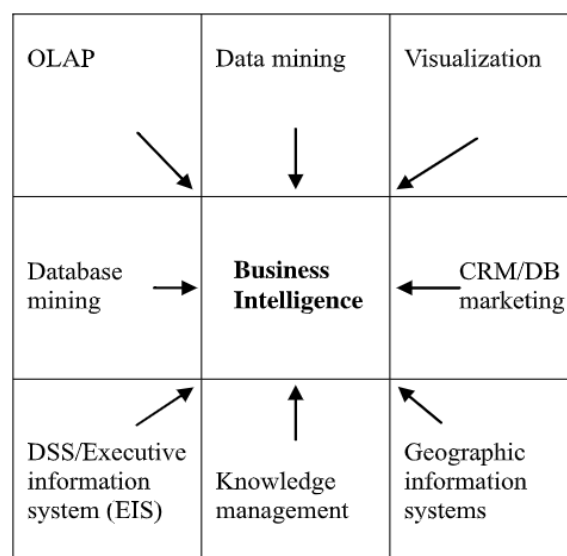 OLAP
Data mining
Visualization
Database
mining
Business
Intelligence
CRM/DB
marketing
DSS/Executive
information
system (EIS)
Knowledge
management
Geographic
information
systems